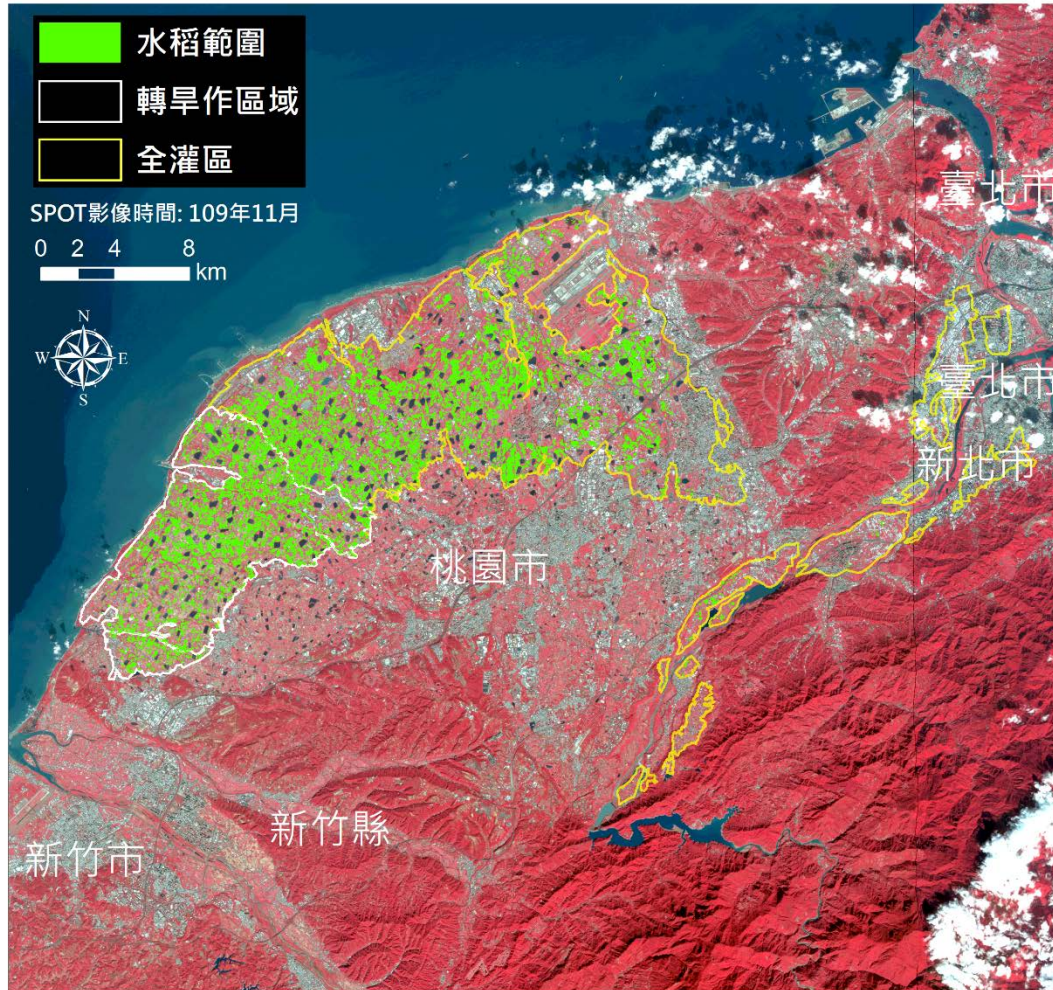 水稻範圍
轉旱作區域
全灌區
SPOT影像時間: 109年11月
0 2 4 8
km
N
W E
S
臺北市
臺北市
新北市
桃園市
新竹縣
新竹市